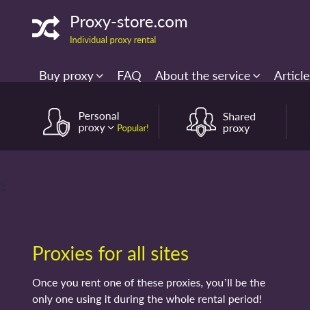 Proxy-store.com
Individual proxy rental
Buy proxy
FAQ
About the service
Article
Personal
proxy
Popular!
Shared
proxy
Proxies for all sites
Once you rent one of these proxies, you'll be the
only one using it during the whole rental period!